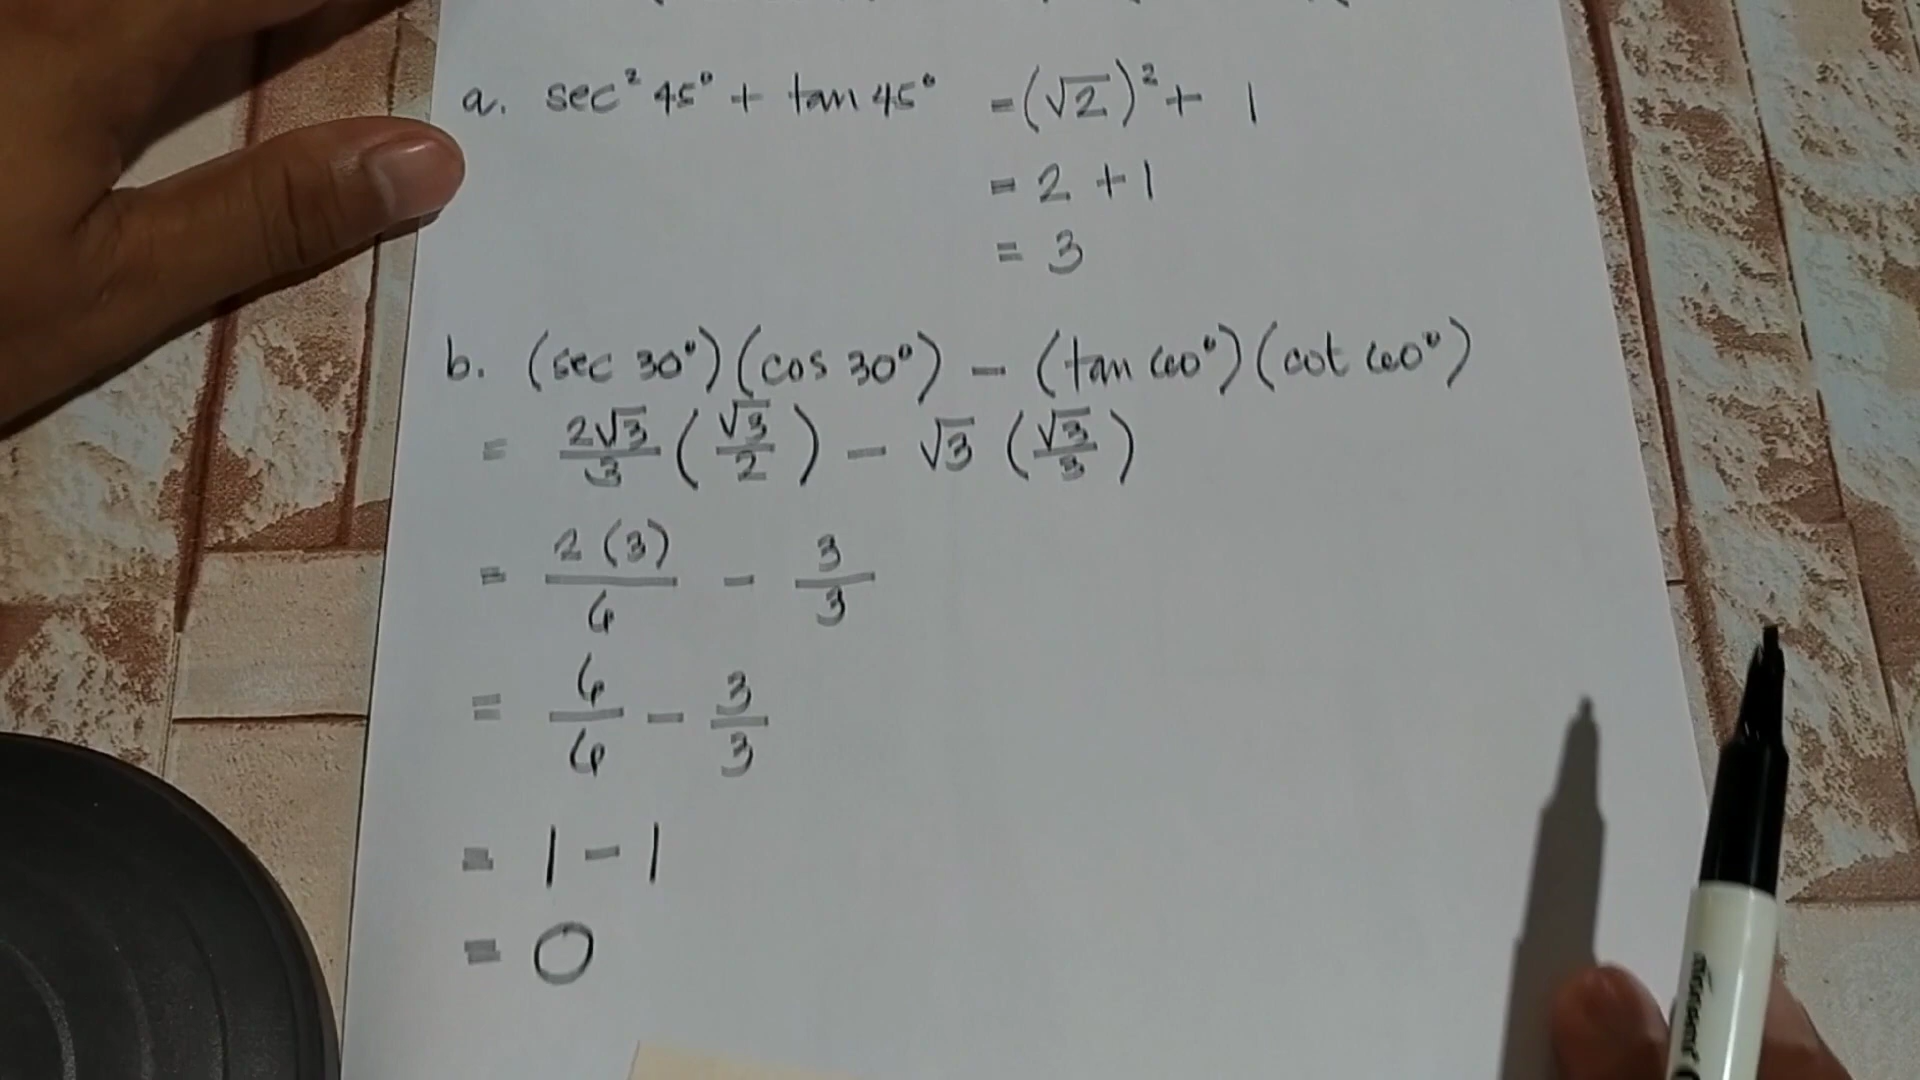 a. sec² 45° + tan 45° = (√2)² + 1
= 2 + 1
= 3
b. (sec 30°)(cos 30°) - (tan 60°)(cot 60°)
= 2√3/3 (√3/2) - √3 (√3/3)
= 2(3)/6 - 3/3
= 6/6 - 3/3
= 1 - 1
= 0